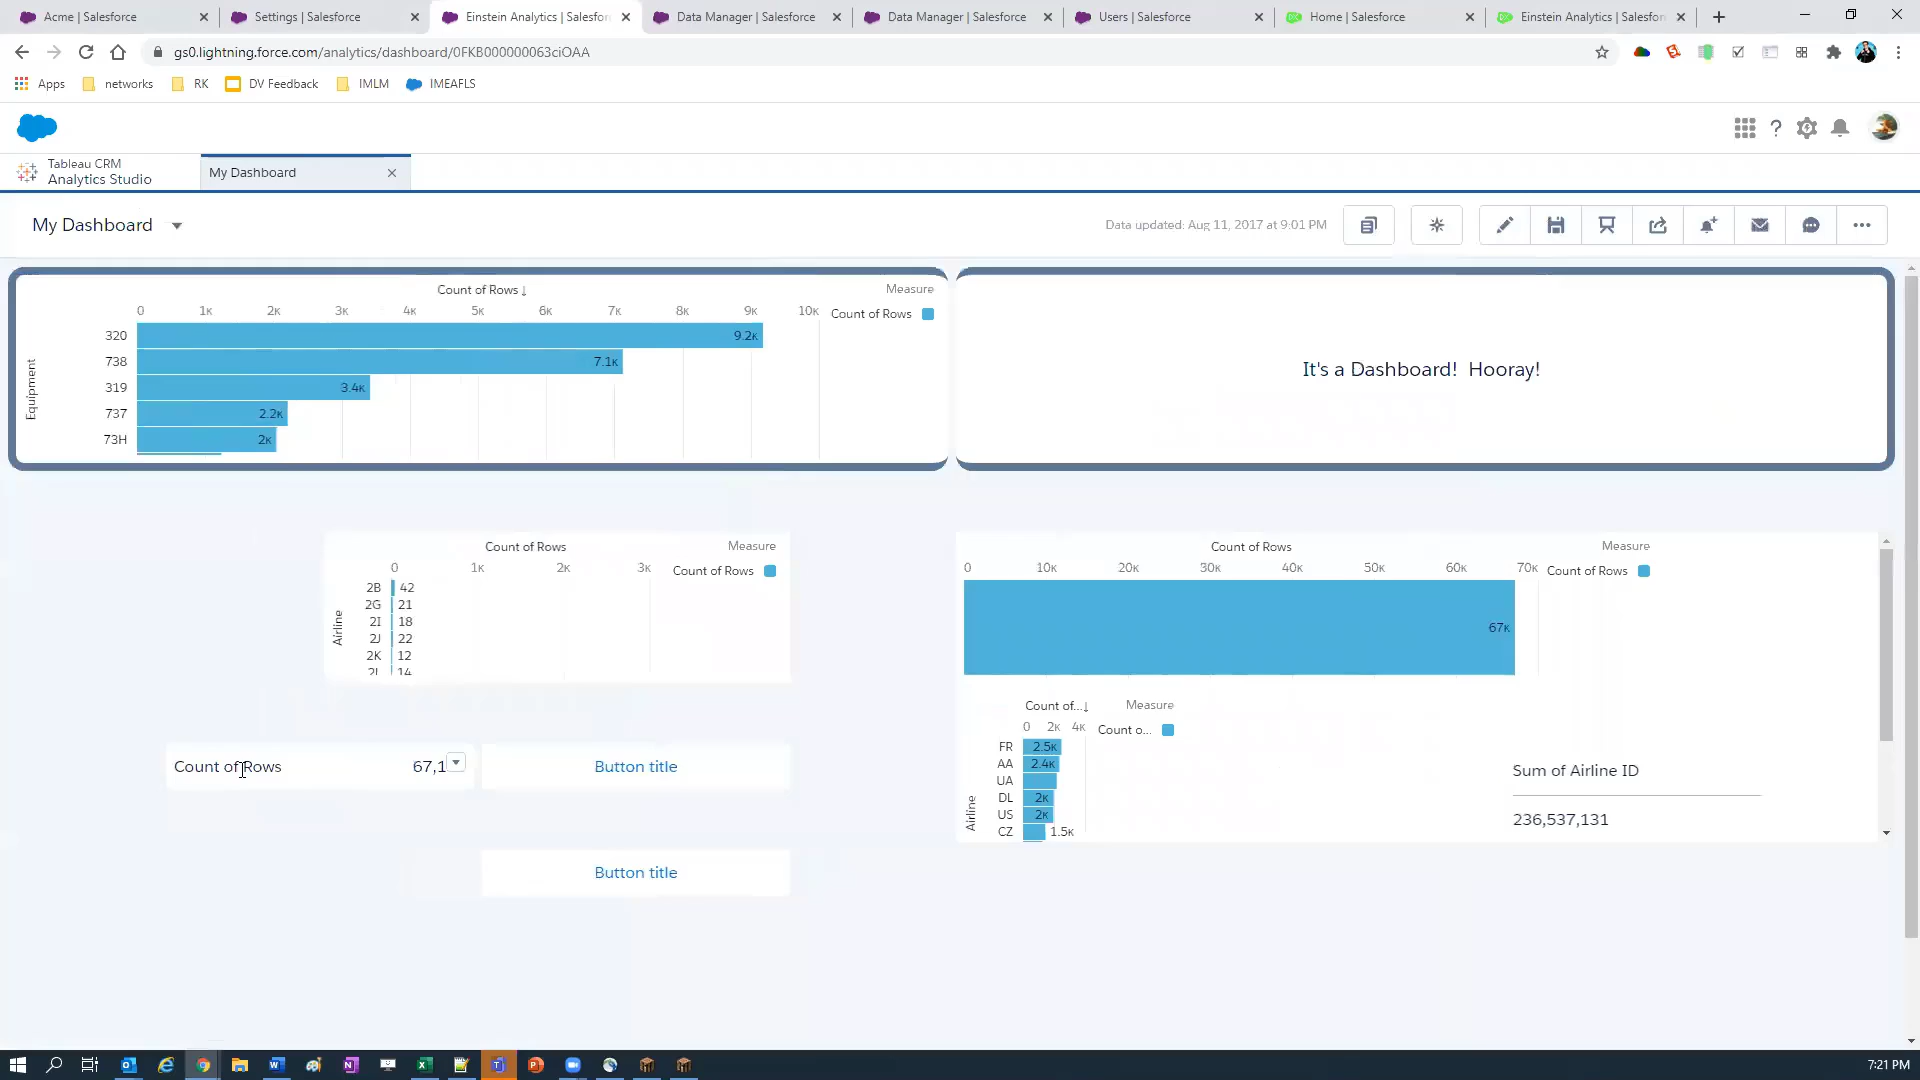 Acme | Salesforce
Settings | Salesforce
Einstein Analytics | Salesfor
Data Manager | Salesforce
Data Manager | Salesforce
Users | Salesforce
Home | Salesforce
Einstein Analytics | Salesfor
gs0.lightning.force.com/analytics/dashboard/0FKB000000063ciOAA
Apps
networks
RK
DV Feedback
IMLM
IMEAFLS
Tableau CRM
Analytics Studio
My Dashboard
My Dashboard
Data updated: Aug 11, 2017 at 9:01 PM
Count of Rows ↓
Measure
0 1K 2K 3K 4K 5K 6K 7K 8K 9K 10K
Count of Rows
Equipment
320 9.2K
738 7.1K
319 3.4K
737 2.2K
73H 2K
It's a Dashboard! Hooray!
Count of Rows
Measure
0 1K 2K 3K
Count of Rows
Airline
2B 42
2G 21
2I 18
2J 22
2K 12
2L 14
Count of Rows
Measure
0 10K 20K 30K 40K 50K 60K 70K
Count of Rows
67K
Count of...↓
Measure
0 2K 4K
Count o...
Airline
FR 2.5K
AA 2.4K
UA
DL 2K
US 2K
CZ 1.5K
Sum of Airline ID
236,537,131
Count of Rows 67,1
Button title
Button title
7:21 PM